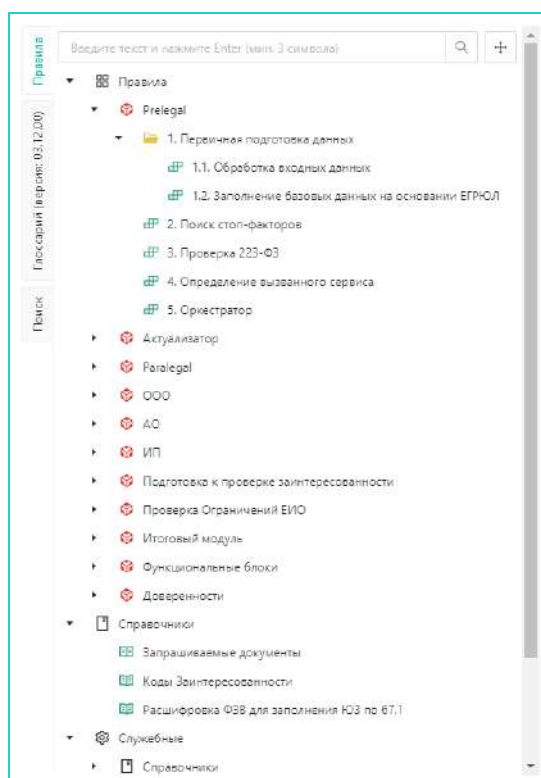 Правила
Глоссарий (версия: 03.12.00)
Поиск
Введите текст и нажмите Enter (мин. 3 символа)
Правила
Prelegal
1. Первичная подготовка данных
1.1. Обработка входных данных
1.2. Заполнение базовых данных на основании ЕГРЮЛ
2. Поиск стоп-факторов
3. Проверка 223-ФЗ
4. Определение вызванного сервиса
5. Оркестратор
Актуализатор
Paralegal
ООО
АО
ИП
Подготовка к проверке заинтересованности
Проверка Ограничений ЕИО
Итоговый модуль
Функциональные блоки
Доверенности
Справочники
Запрашиваемые документы
Коды Заинтересованности
Расшифровка ФЗВ для заполнения ЮЗ по 67.1
Служебные
Справочники